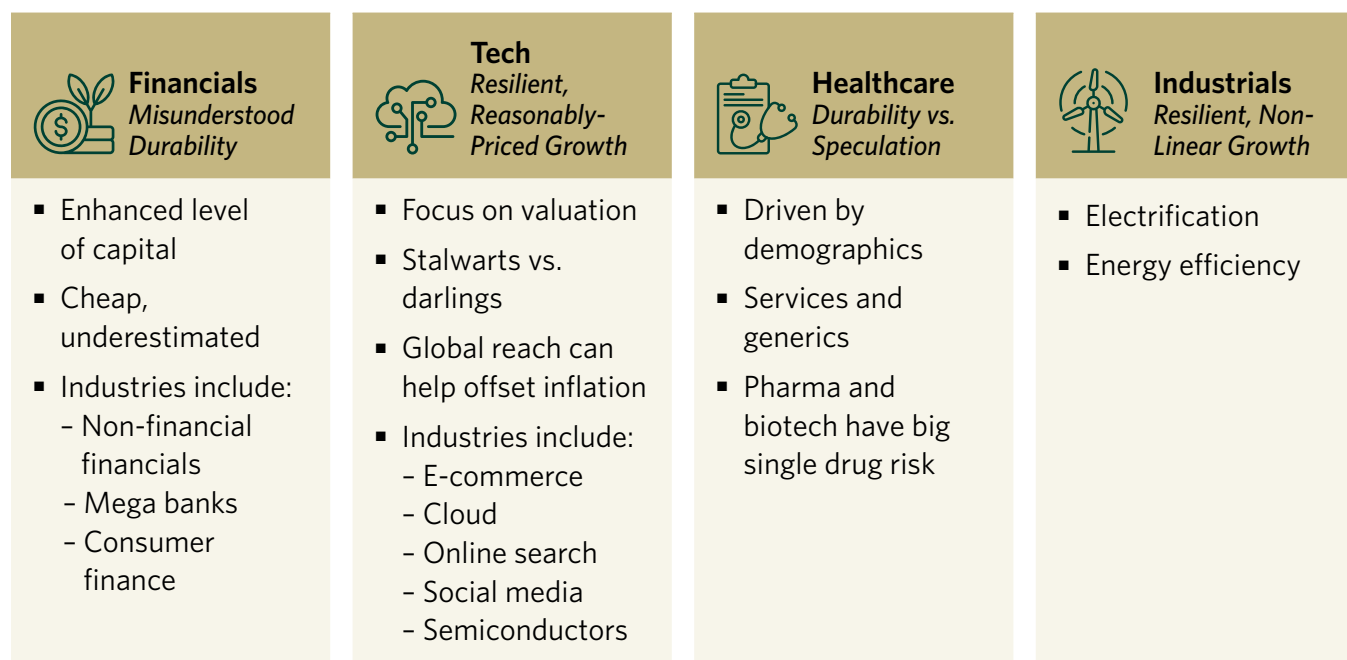 Financials
Misunderstood
Durability
▪ Enhanced level
of capital
▪ Cheap,
underestimated
▪ Industries include:
– Non-financial
financials
– Mega banks
– Consumer
finance
Tech
Resilient,
Reasonably-
Priced Growth
▪ Focus on valuation
▪ Stalwarts vs.
darlings
▪ Global reach can
help offset inflation
▪ Industries include:
– E-commerce
– Cloud
– Online search
– Social media
– Semiconductors
Healthcare
Durability vs.
Speculation
▪ Driven by
demographics
▪ Services and
generics
▪ Pharma and
biotech have big
single drug risk
Industrials
Resilient, Non-
Linear Growth
▪ Electrification
▪ Energy efficiency